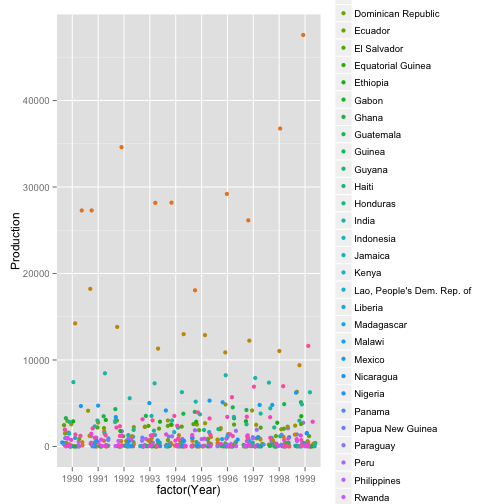 Production
40000
30000
20000
10000
0
1990 1991 1992 1993 1994 1995 1996 1997 1998 1999
factor(Year)
Dominican Republic
Ecuador
El Salvador
Equatorial Guinea
Ethiopia
Gabon
Ghana
Guatemala
Guinea
Guyana
Haiti
Honduras
India
Indonesia
Jamaica
Kenya
Lao, People's Dem. Rep. of
Liberia
Madagascar
Malawi
Mexico
Nicaragua
Nigeria
Panama
Papua New Guinea
Paraguay
Peru
Philippines
Rwanda